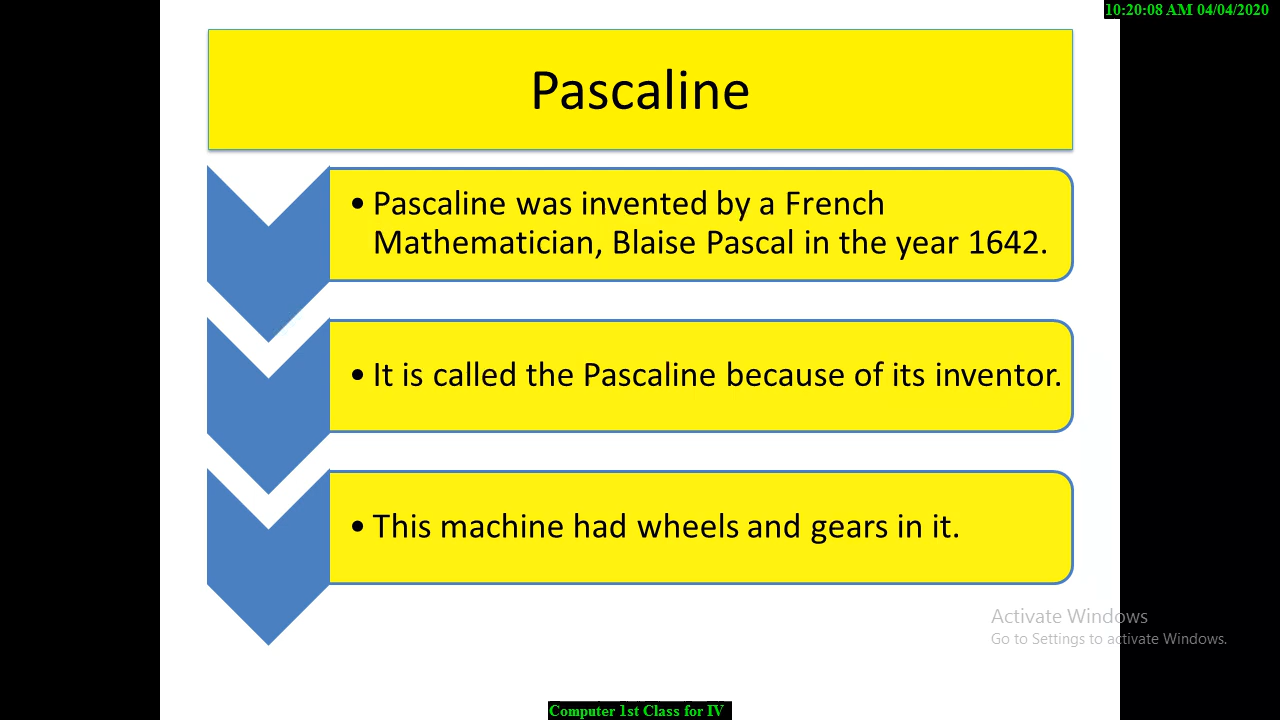 10:20:08 AM 04/04/2020
Pascaline
• Pascaline was invented by a French
Mathematician, Blaise Pascal in the year 1642.
• It is called the Pascaline because of its inventor.
• This machine had wheels and gears in it.
Activate Windows
Go to Settings to activate Windows.
Computer 1st Class for IV